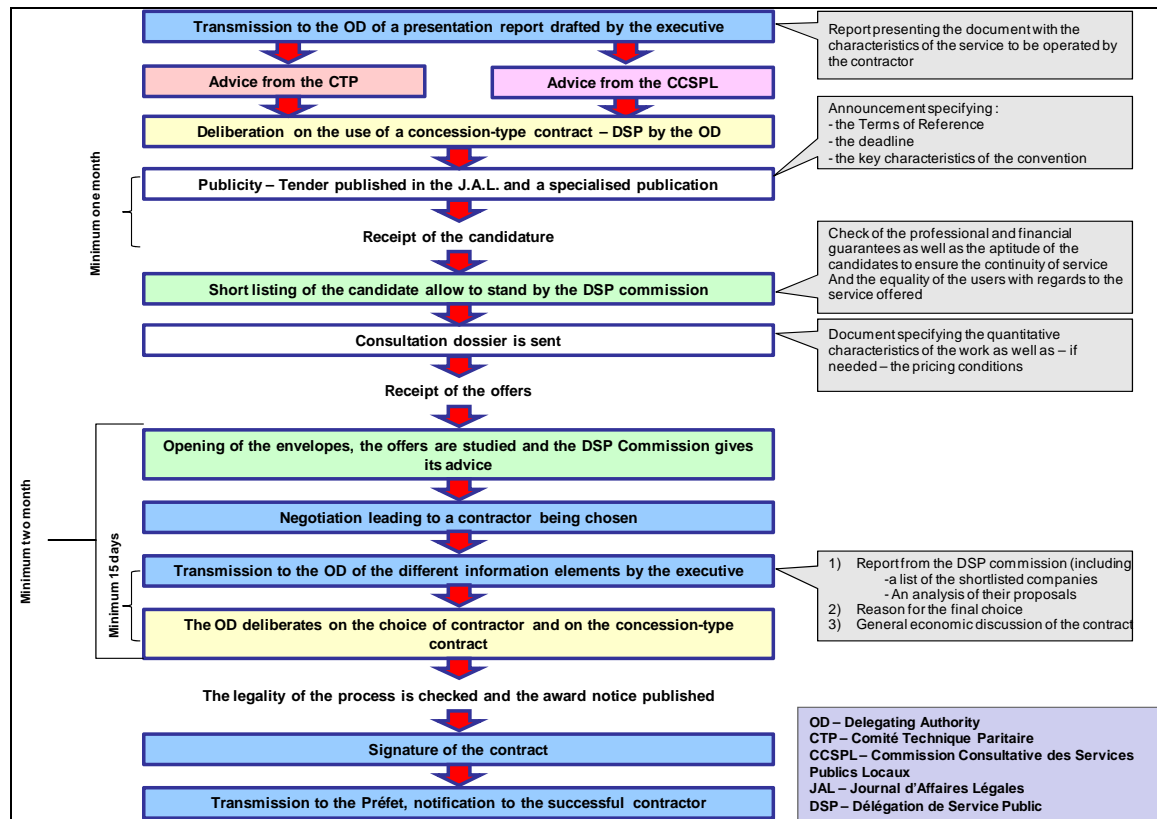 Transmission to the OD of a presentation report drafted by the executive
Report presenting the document with the
characteristics of the service to be operated by
the contractor
Advice from the CTP
Advice from the CCSPL
Deliberation on the use of a concession-type contract – DSP by the OD
Announcement specifying :
- the Terms of Reference
- the deadline
- the key characteristics of the convention
Minimum one month
Publicity – Tender published in the J.A.L. and a specialised publication
Receipt of the candidature
Check of the professional and financial
guarantees as well as the aptitude of the
candidates to ensure the continuity of service
And the equality of the users with regards to the
service offered
Short listing of the candidate allow to stand by the DSP commission
Consultation dossier is sent
Document specifying the quantitative
characteristics of the work as well as – if
needed – the pricing conditions
Receipt of the offers
Minimum two month
Opening of the envelopes, the offers are studied and the DSP Commission gives
its advice
Negotiation leading to a contractor being chosen
Minimum 15 days
Transmission to the OD of the different information elements by the executive
1) Report from the DSP commission (including
-a list of the shortlisted companies
- An analysis of their proposals
2) Reason for the final choice
3) General economic discussion of the contract
The OD deliberates on the choice of contractor and on the concession-type
contract
The legality of the process is checked and the award notice published
Signature of the contract
Transmission to the Préfet, notification to the successful contractor
OD – Delegating Authority
CTP – Comité Technique Paritaire
CCSPL – Commission Consultative des Services
Publics Locaux
JAL – Journal d'Affaires Légales
DSP – Délégation de Service Public